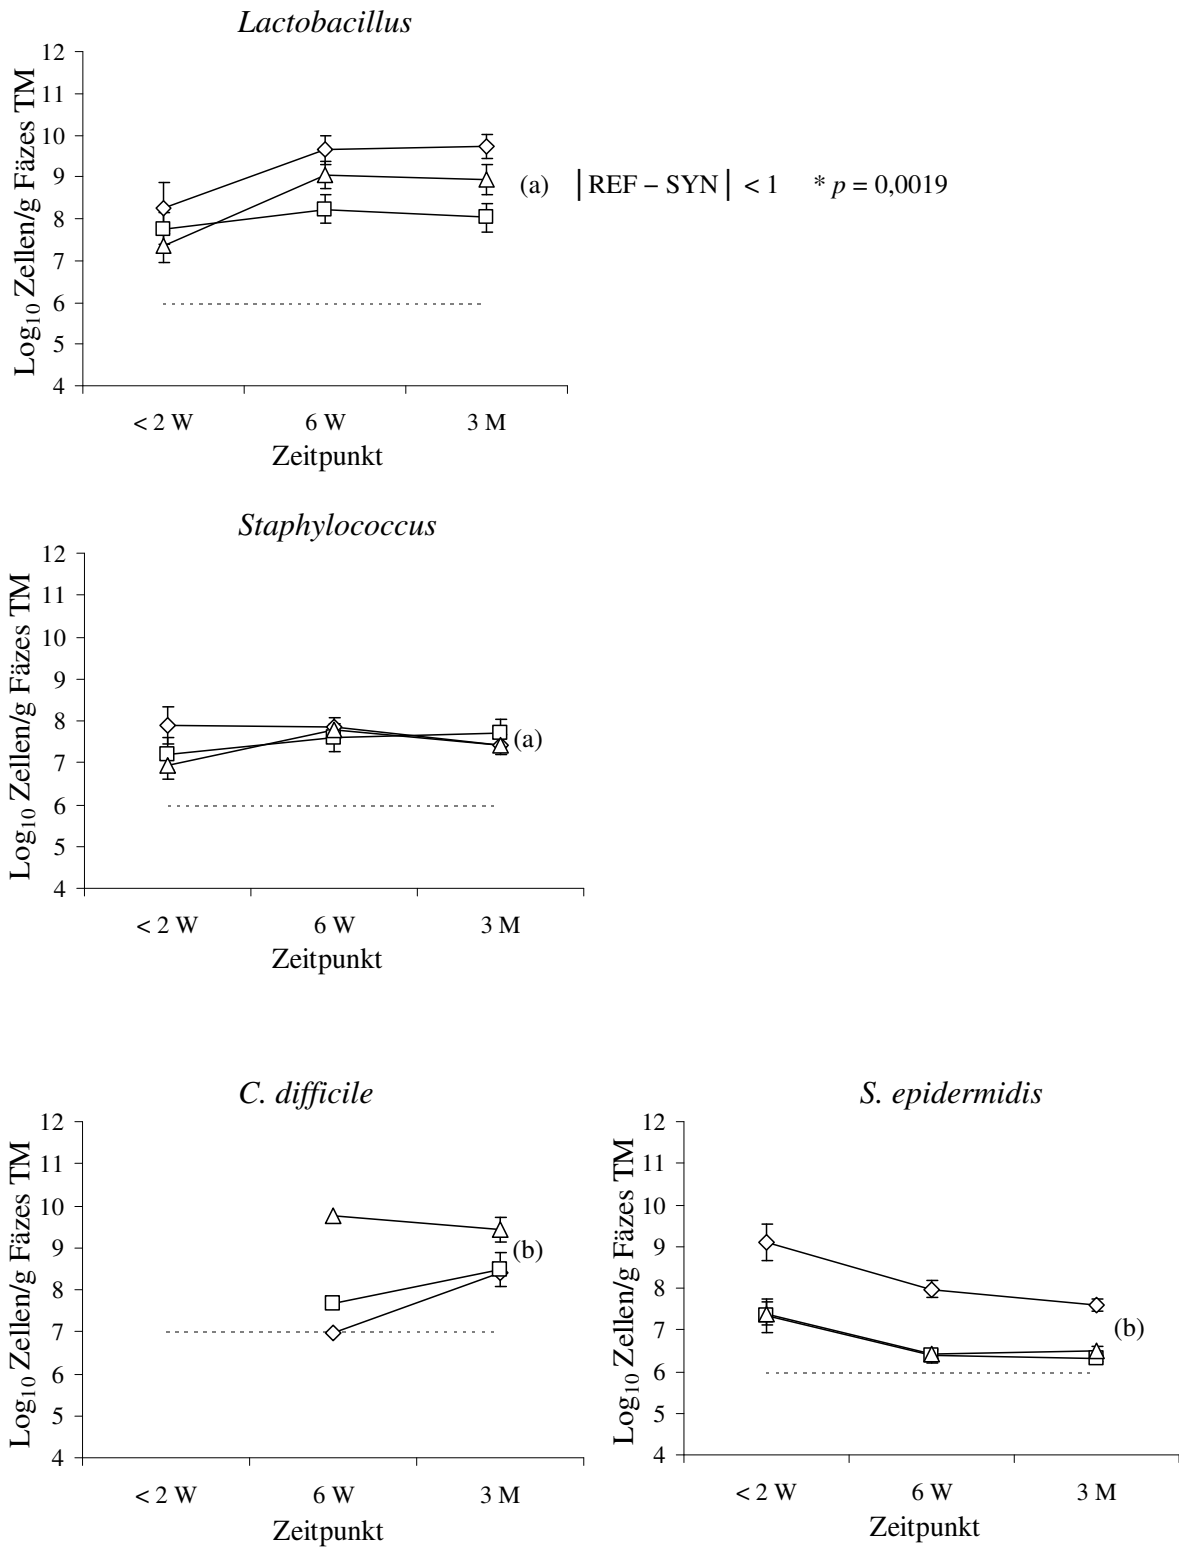 Lactobacillus
Log10 Zellen/g Fäzes TM
12
11
10
9
8
7
6
5
4
(a) |REF – SYN| < 1 * p = 0,0019
< 2 W 6 W 3 M
Zeitpunkt
Staphylococcus
Log10 Zellen/g Fäzes TM
12
11
10
9
8
7
6
5
4
(a)
< 2 W 6 W 3 M
Zeitpunkt
C. difficile
Log10 Zellen/g Fäzes TM
12
11
10
9
8
7
6
5
4
(b)
< 2 W 6 W 3 M
Zeitpunkt
S. epidermidis
Log10 Zellen/g Fäzes TM
12
11
10
9
8
7
6
5
4
(b)
< 2 W 6 W 3 M
Zeitpunkt